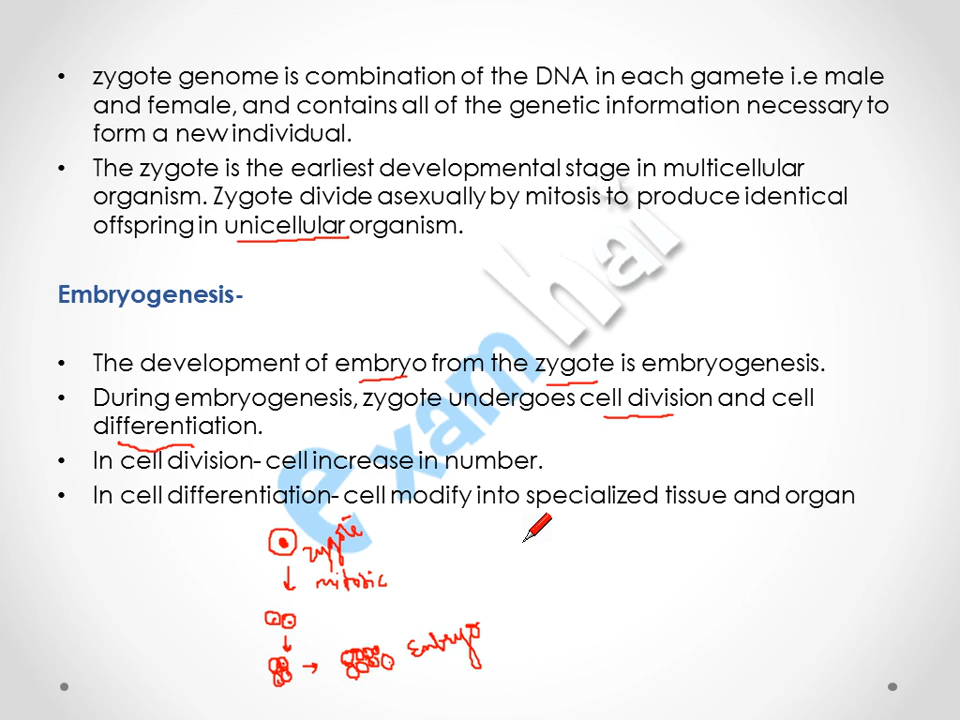 • zygote genome is combination of the DNA in each gamete i.e male
and female, and contains all of the genetic information necessary to
form a new individual.
• The zygote is the earliest developmental stage in multicellular
organism. Zygote divide asexually by mitosis to produce identical
offspring in unicellular organism.
Embryogenesis-
• The development of embryo from the zygote is embryogenesis.
• During embryogenesis, zygote undergoes cell division and cell
differentiation.
• In cell division- cell increase in number.
• In cell differentiation- cell modify into specialized tissue and organ
exam hai
zygote
mitosic
Embryo